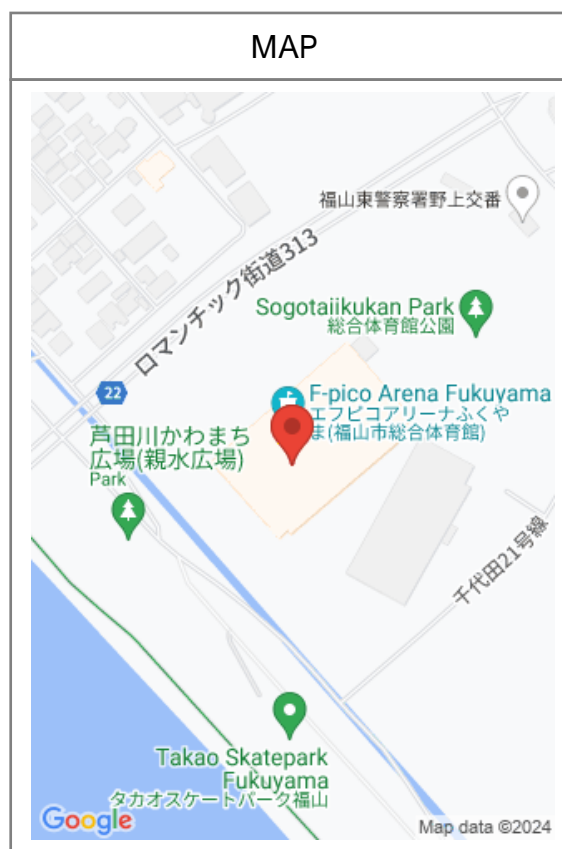 MAP
福山東警察署野上交番
ロマンチック街道313
Sogotaiikukan Park
総合体育館公園
22
F-pico Arena Fukuyama
エフピコアリーナふくや
ま(福山市総合体育館)
芦田川かわまち
広場(親水広場)
Park
千代田21号線
Takao Skatepark
Fukuyama
タカオスケートパーク福山
Google
Map data ©2024